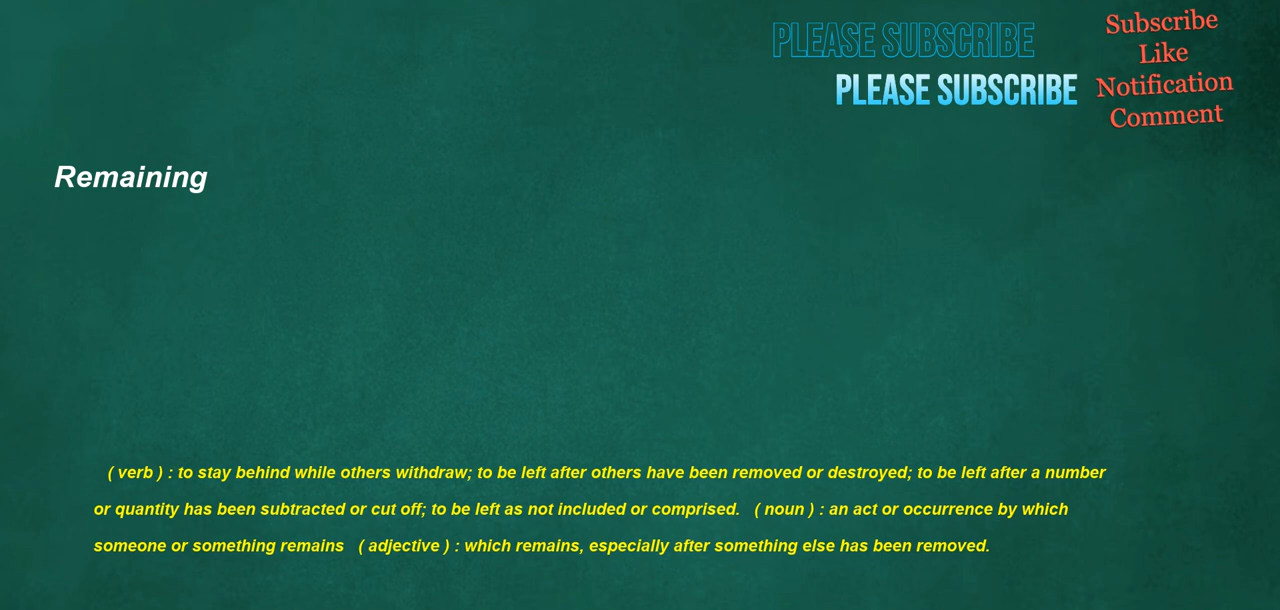 PLEASE SUBSCRIBE
PLEASE SUBSCRIBE
Subscribe
Like
Notification
Comment
Remaining
( verb ) : to stay behind while others withdraw; to be left after others have been removed or destroyed; to be left after a number
or quantity has been subtracted or cut off; to be left as not included or comprised. ( noun ) : an act or occurrence by which
someone or something remains ( adjective ) : which remains, especially after something else has been removed.